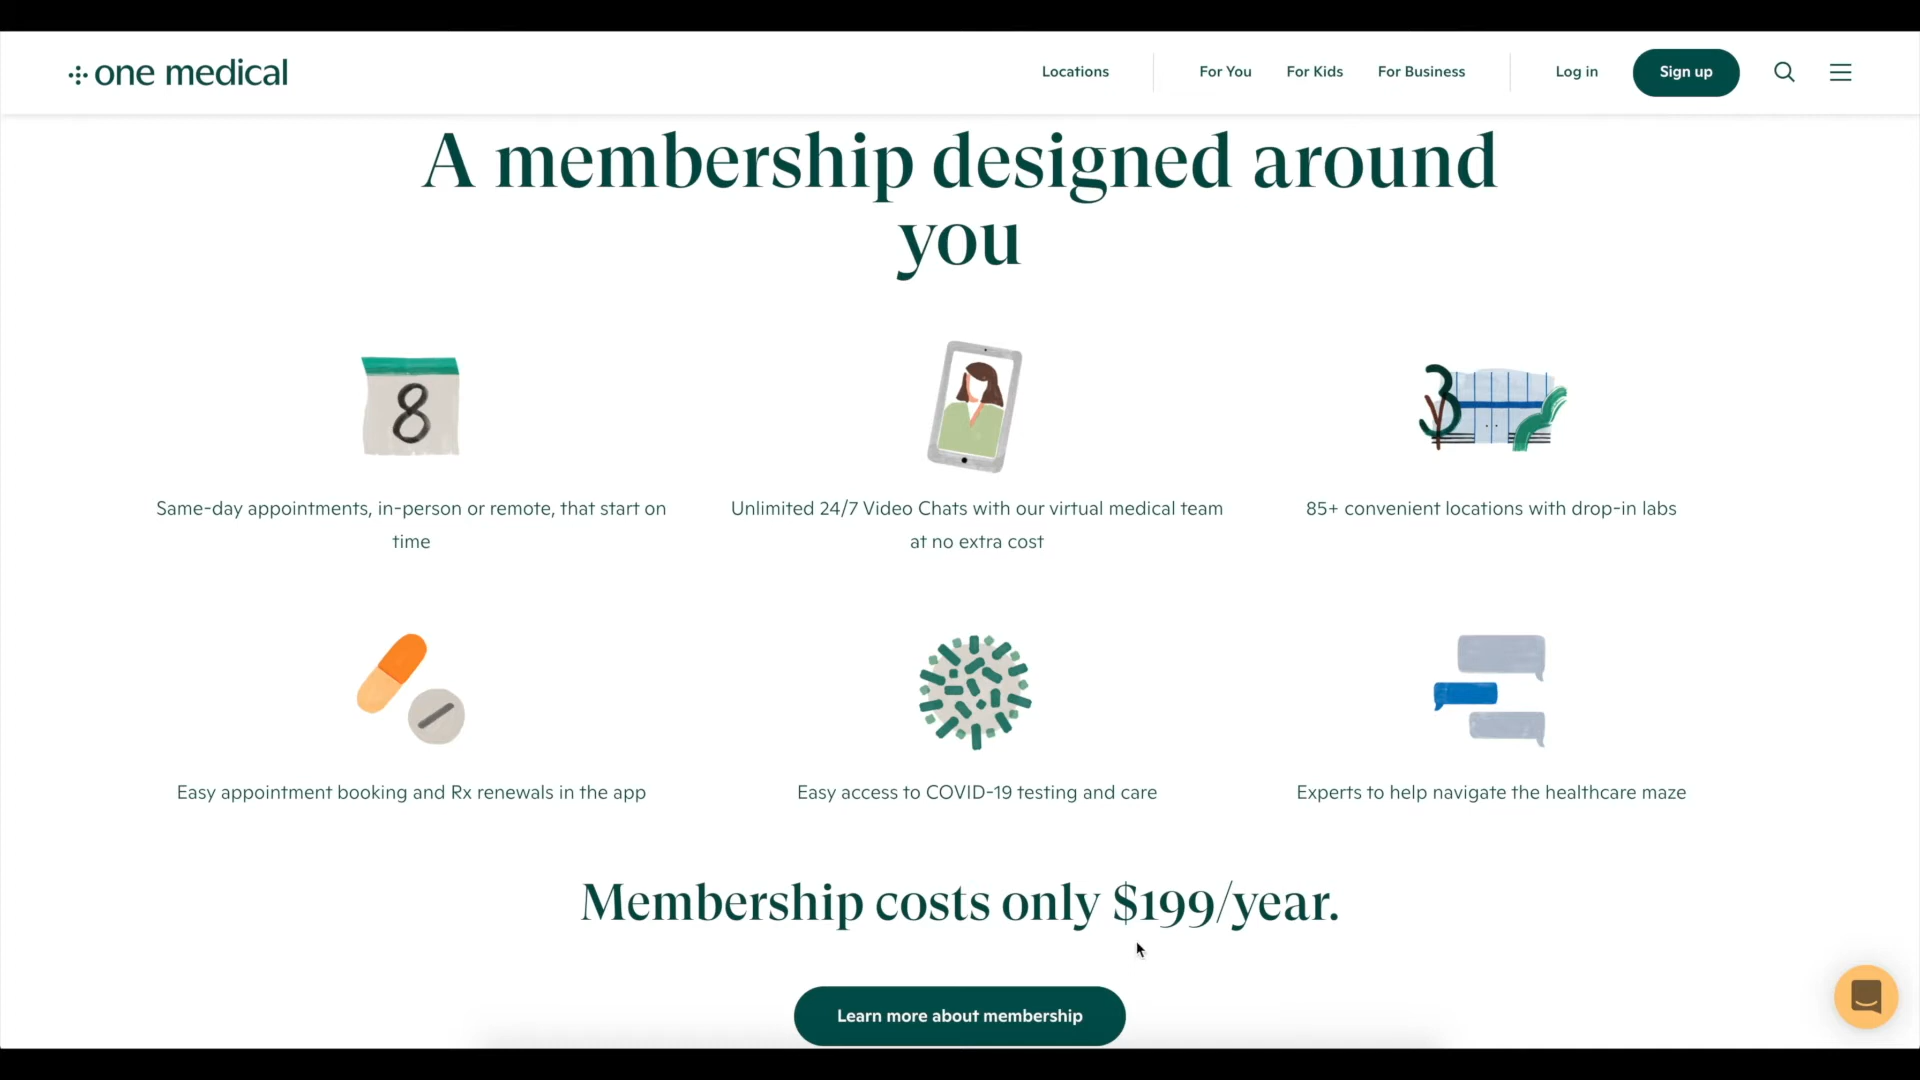 one medical
Locations
For You
For Kids
For Business
Log in
Sign up
A membership designed around
you
8
Same-day appointments, in-person or remote, that start on
time
Unlimited 24/7 Video Chats with our virtual medical team
at no extra cost
85+ convenient locations with drop-in labs
Easy appointment booking and Rx renewals in the app
Easy access to COVID-19 testing and care
Experts to help navigate the healthcare maze
Membership costs only $199/year.
Learn more about membership